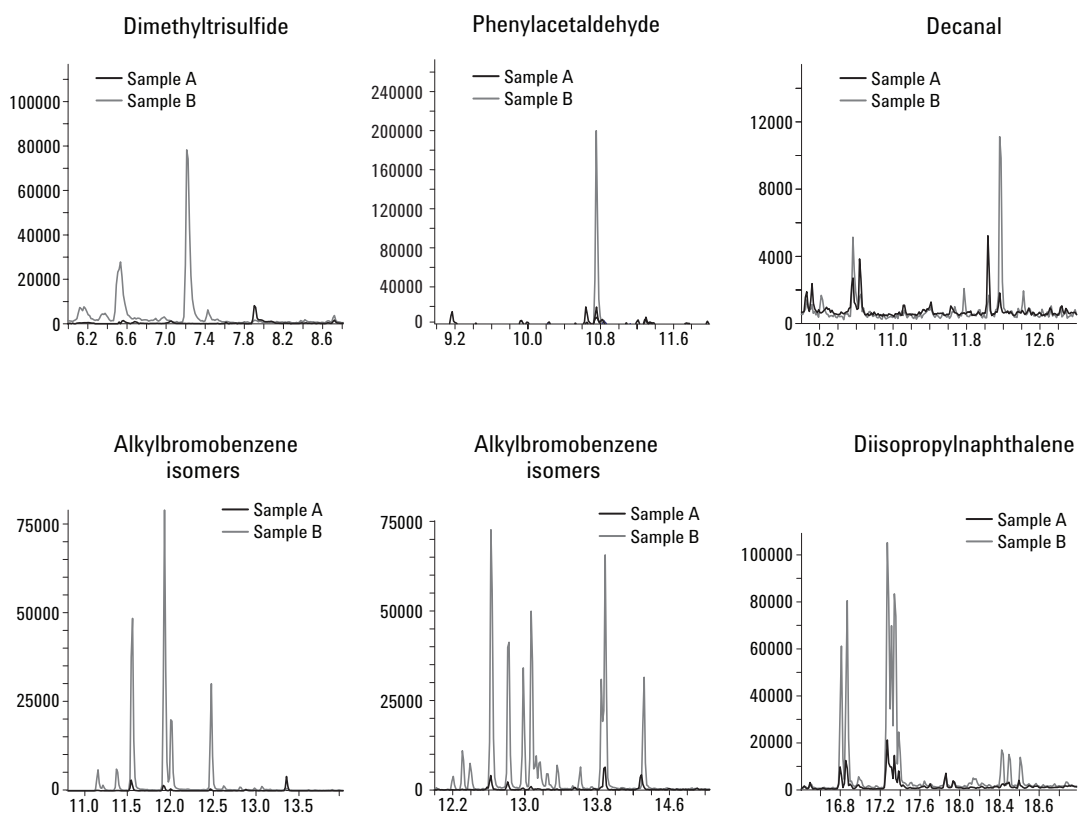 Dimethyltrisulfide
Sample A
Sample B
100000
80000
60000
40000
20000
0
6.2 6.6 7.0 7.4 7.8 8.2 8.6
Phenylacetaldehyde
Sample A
Sample B
240000
200000
160000
120000
80000
40000
0
9.2 10.0 10.8 11.6
Decanal
Sample A
Sample B
12000
8000
4000
0
10.2 11.0 11.8 12.6
Alkylbromobenzene
isomers
Sample A
Sample B
75000
50000
25000
0
11.0 11.5 12.0 12.5 13.0 13.5
Alkylbromobenzene
isomers
Sample A
Sample B
75000
50000
25000
0
12.2 13.0 13.8 14.6
Diisopropylnaphthalene
Sample A
Sample B
100000
80000
60000
40000
20000
0
16.8 17.2 17.6 18.0 18.4 18.6